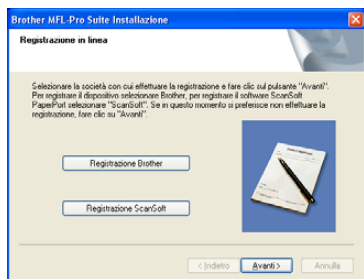 Brother MFL-Pro Suite Installazione
Registrazione in linea
Selezionare la società con cui effettuare la registrazione e fare clic sul pulsante "Avanti".
Per registrare il dispositivo selezionare Brother, per registrare il software ScanSoft
PaperPort selezionare "ScanSoft". Se in questo momento si preferisce non effettuare la
registrazione, fare clic su "Avanti".
Registrazione Brother
Registrazione ScanSoft
< Indietro Avanti > Annulla